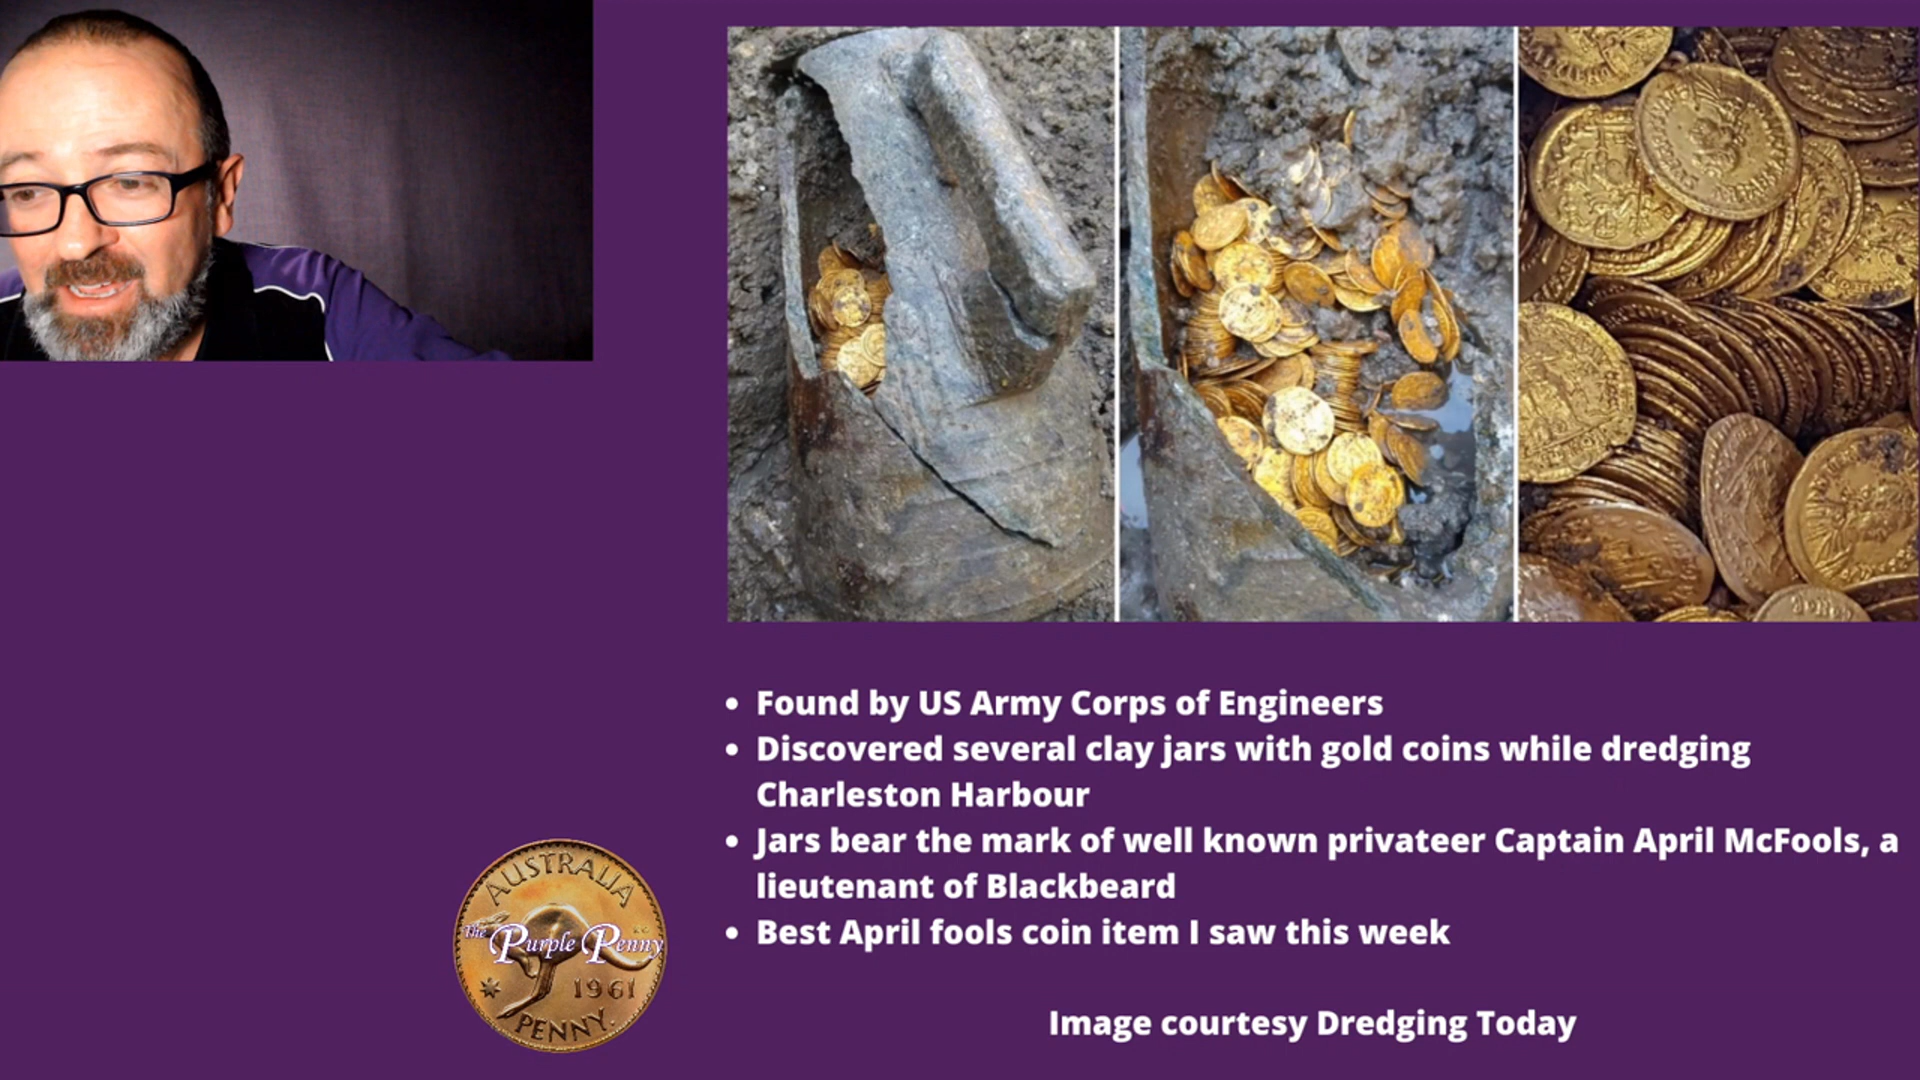 • Found by US Army Corps of Engineers
• Discovered several clay jars with gold coins while dredging
Charleston Harbour
• Jars bear the mark of well known privateer Captain April McFools, a
lieutenant of Blackbeard
• Best April fools coin item I saw this week
Image courtesy Dredging Today
AUSTRALIA
The Purple Penny
1961
PENNY.